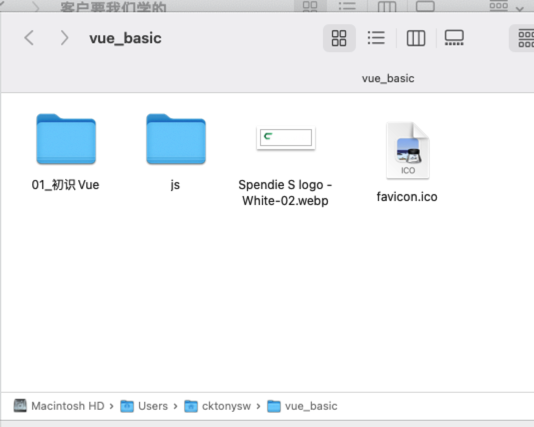 客户要我们学的
vue_basic
vue_basic
01_初识 Vue
js
Spendie S logo -
White-02.webp
ICO
favicon.ico
Macintosh HD › Users › cktonysw › vue_basic